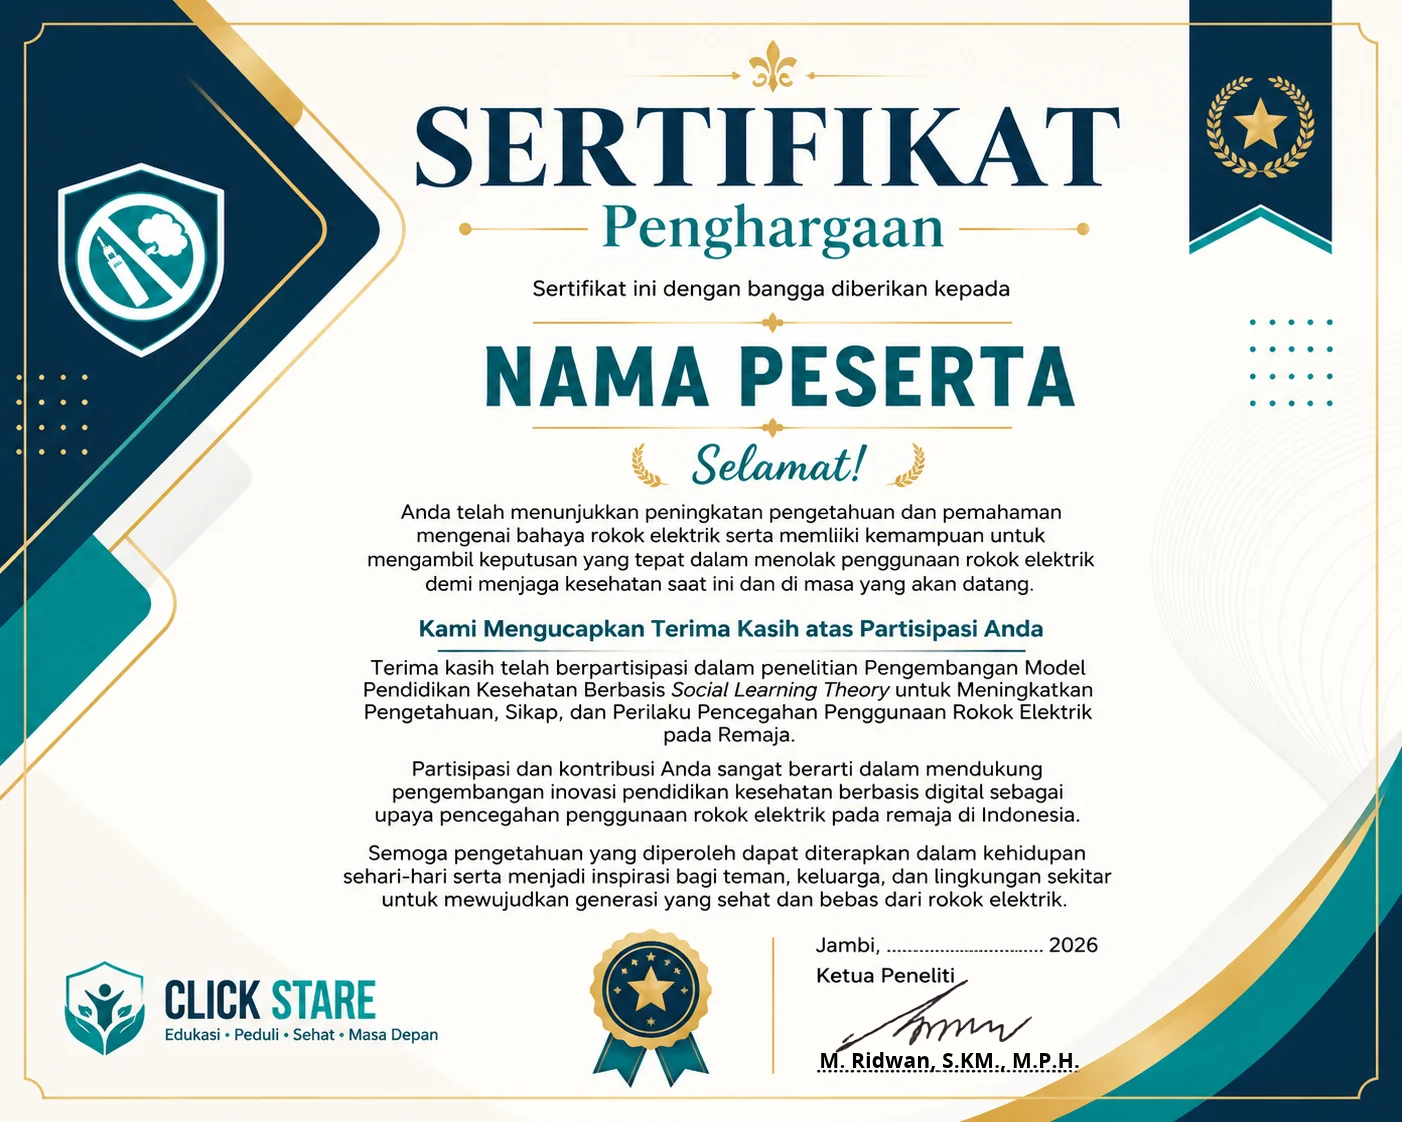 SERTIFIKAT
Penghargaan
Sertifikat ini dengan bangga diberikan kepada
NAMA PESERTA
Selamat!
Anda telah menunjukkan peningkatan pengetahuan dan pemahaman
mengenai bahaya rokok elektrik serta memliiki kemampuan untuk
mengambil keputusan yang tepat dalam menolak penggunaan rokok elektrik
demi menjaga kesehatan saat ini dan di masa yang akan datang.
Kami Mengucapkan Terima Kasih atas Partisipasi Anda
Terima kasih telah berpartisipasi dalam penelitian Pengembangan Model
Pendidikan Kesehatan Berbasis Social Learning Theory untuk Meningkatkan
Pengetahuan, Sikap, dan Perilaku Pencegahan Penggunaan Rokok Elektrik
pada Remaja.
Partisipasi dan kontribusi Anda sangat berarti dalam mendukung
pengembangan inovasi pendidikan kesehatan berbasis digital sebagai
upaya pencegahan penggunaan rokok elektrik pada remaja di Indonesia.
Semoga pengetahuan yang diperoleh dapat diterapkan dalam kehidupan
sehari-hari serta menjadi inspirasi bagi teman, keluarga, dan lingkungan sekitar
untuk mewujudkan generasi yang sehat dan bebas dari rokok elektrik.
Jambi, ................................ 2026
Ketua Peneliti
M. Ridwan, S.KM., M.P.H.
CLICK STARE
Edukasi • Peduli • Sehat • Masa Depan